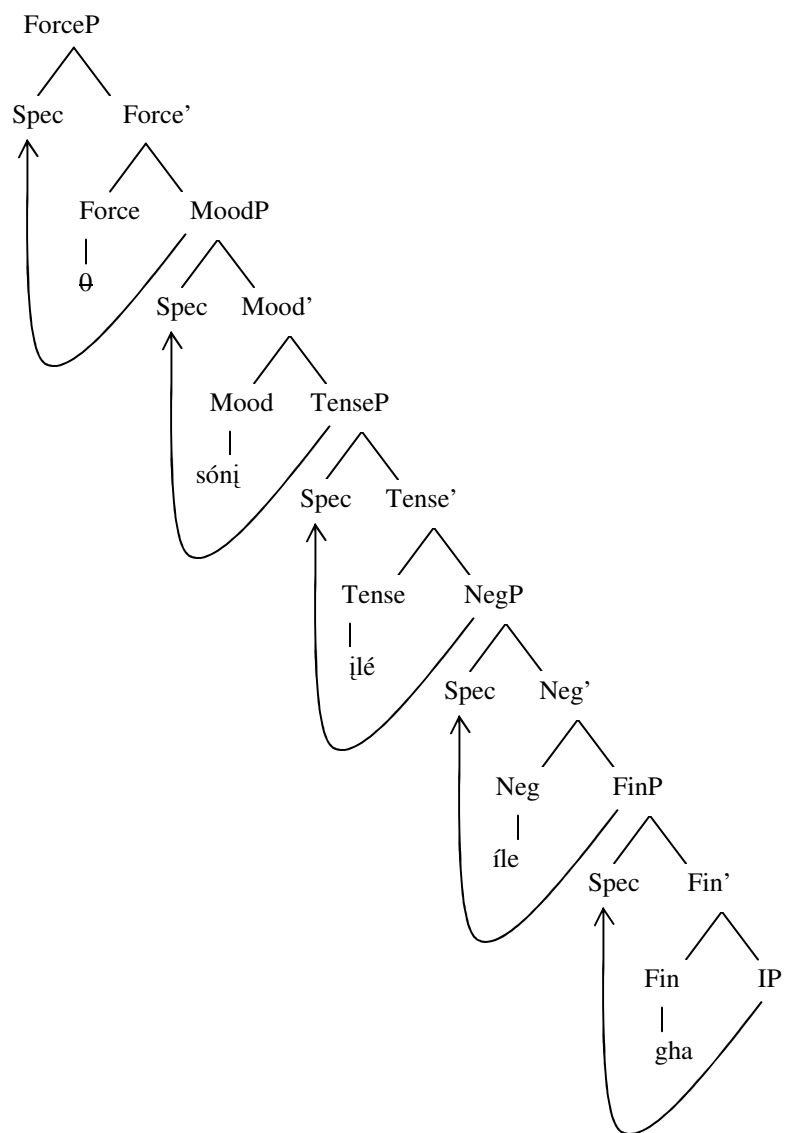 ForceP
Spec Force’
Force MoodP
θ
Spec Mood’
Mood TenseP
sónị
Spec Tense’
Tense NegP
ịlé
Spec Neg’
Neg FinP
íle
Spec Fin’
Fin IP
gha